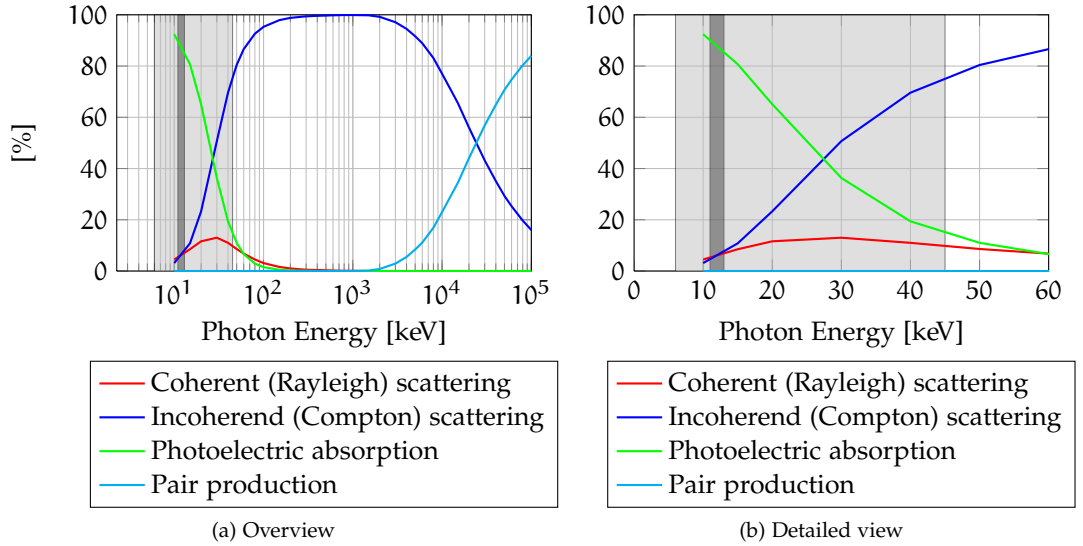 100
80
60
40
20
0
[%]
10^1 10^2 10^3 10^4 10^5
Photon Energy [keV]
Coherent (Rayleigh) scattering
Incoherend (Compton) scattering
Photoelectric absorption
Pair production
(a) Overview
100
80
60
40
20
0
0 10 20 30 40 50 60
Photon Energy [keV]
Coherent (Rayleigh) scattering
Incoherend (Compton) scattering
Photoelectric absorption
Pair production
(b) Detailed view